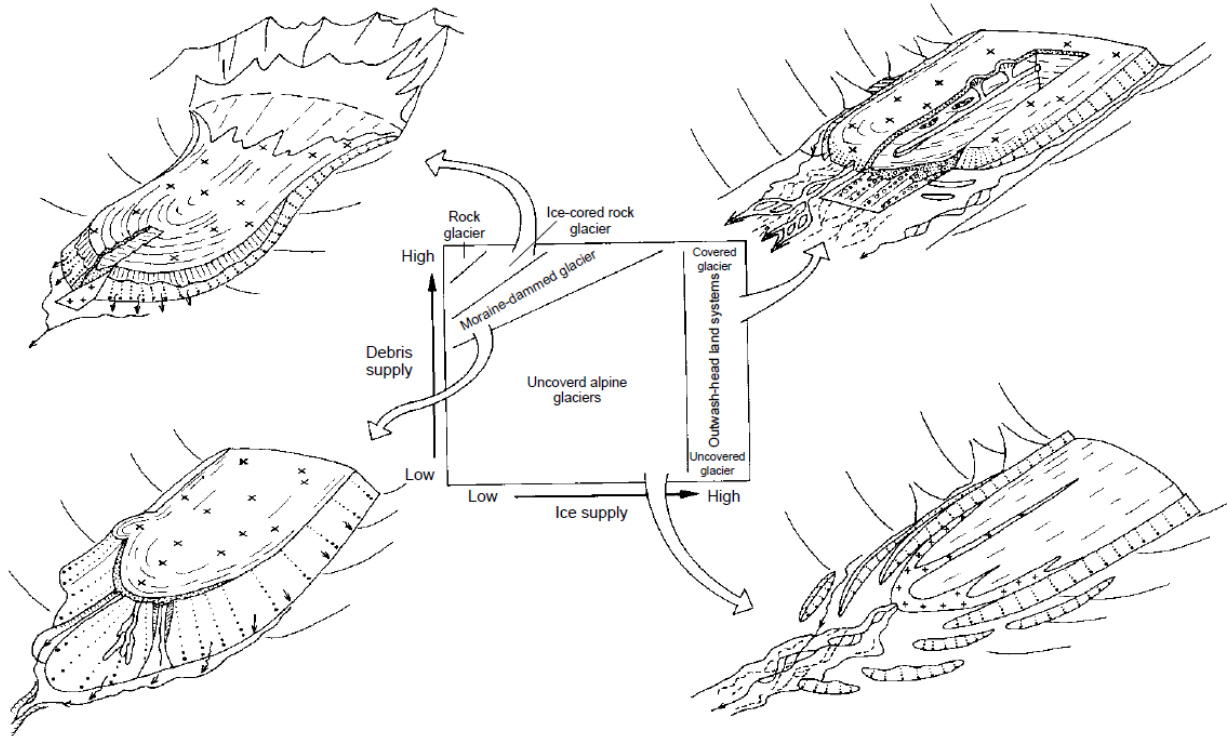 Rock
glacier
Ice-cored rock
glacier
High
Covered
glacier
Moraine-dammed glacier
Outwash-head land systems
Debris
supply
Uncoverd alpine
glaciers
Uncovered
glacier
Low
Low
High
Ice supply